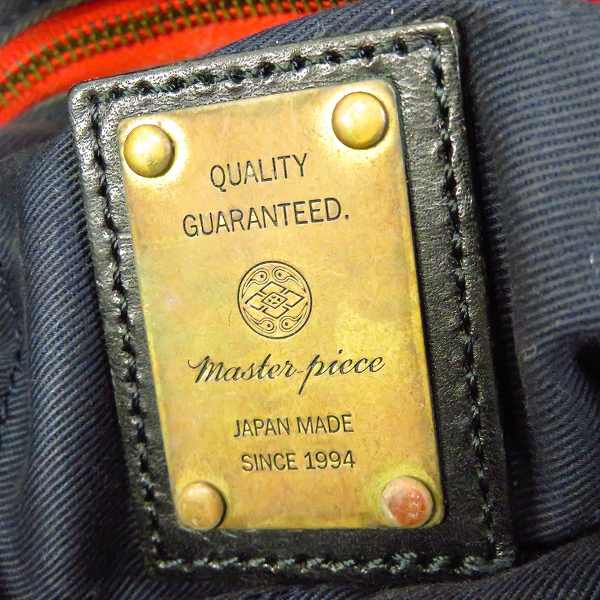 QUALITY
GUARANTEED.
Master-piece
JAPAN MADE
SINCE 1994